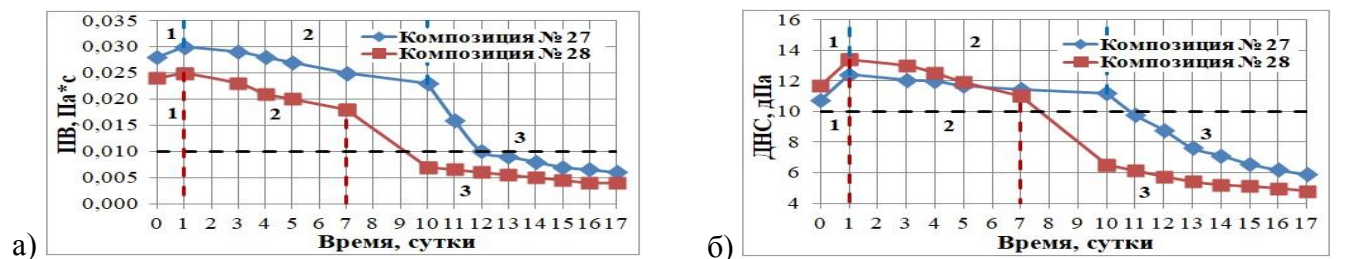 0,035
0,030
0,025
0,020
0,015
0,010
0,005
0,000
ПВ, Па*с
1 2
1 2
3
3
Композиция № 27
Композиция № 28
0 1 2 3 4 5 6 7 8 9 10 11 12 13 14 15 16 17
Время, сутки
а)
16
14
12
10
8
6
4
ДНС, дПа
1 2
1 2
3
3
Композиция № 27
Композиция № 28
0 1 2 3 4 5 6 7 8 9 10 11 12 13 14 15 16 17
Время, сутки
б)